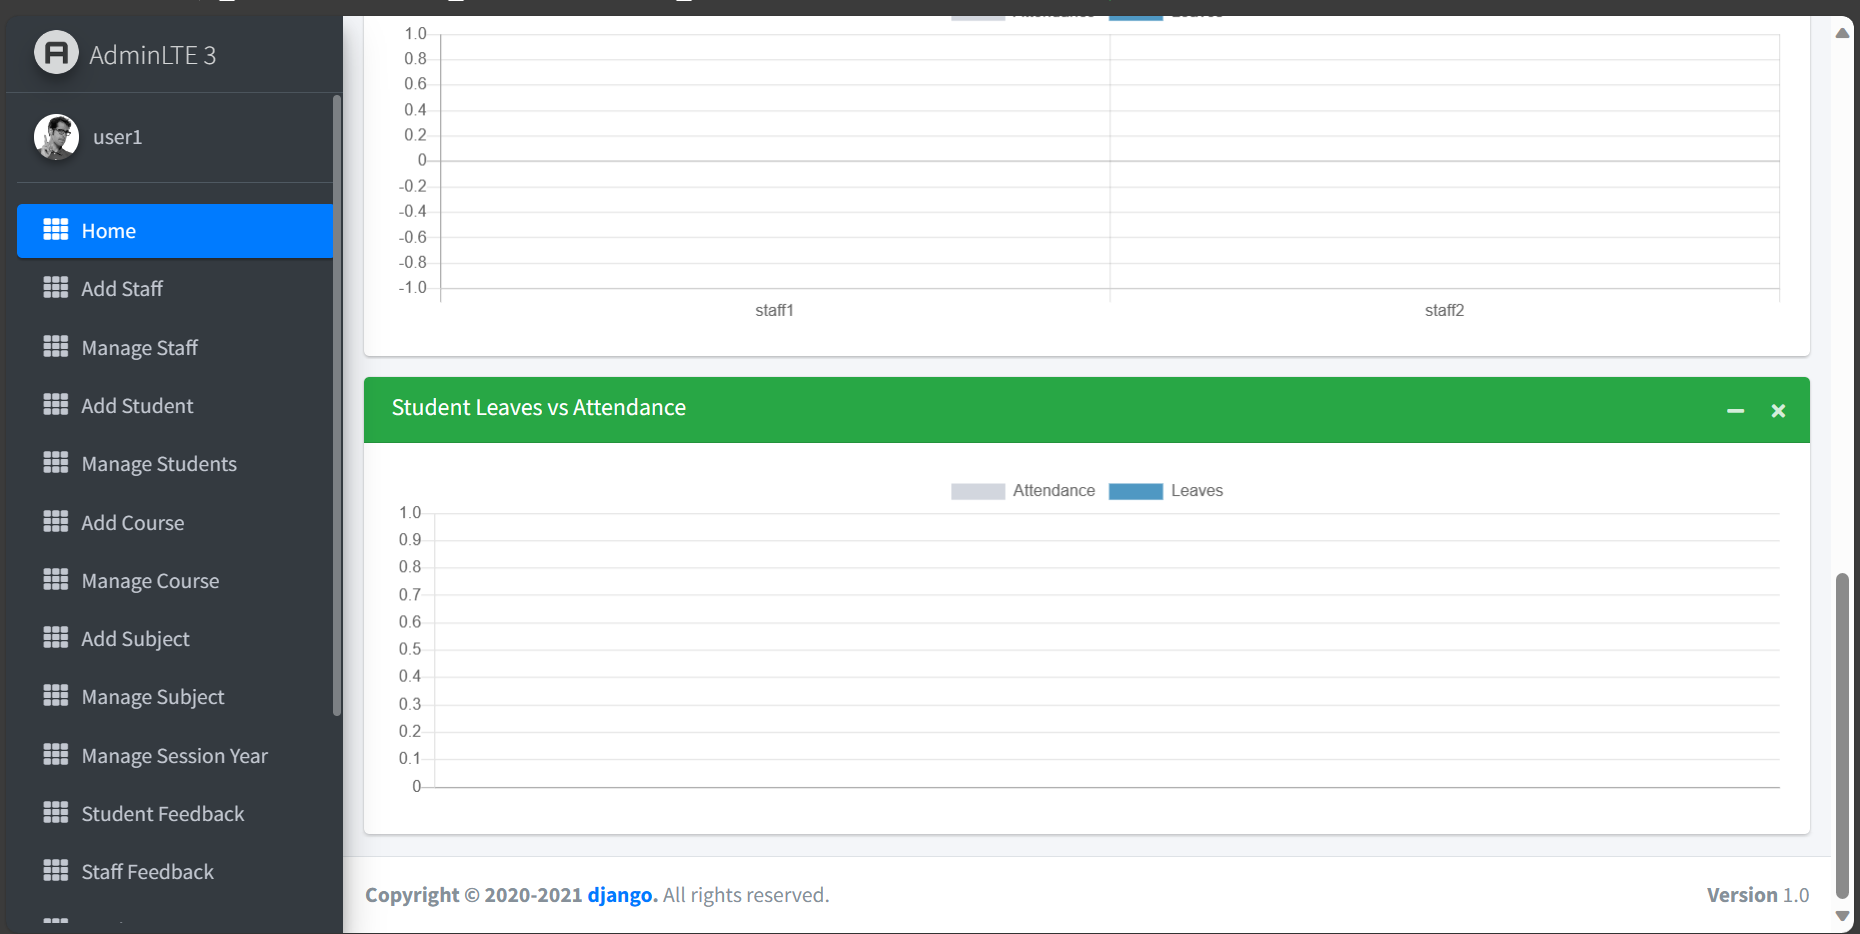 AdminLTE 3
user1
Home
Add Staff
Manage Staff
Add Student
Manage Students
Add Course
Manage Course
Add Subject
Manage Subject
Manage Session Year
Student Feedback
Staff Feedback
Attendance Leaves
1.0
0.8
0.6
0.4
0.2
0
-0.2
-0.4
-0.6
-0.8
-1.0
staff1 staff2
Student Leaves vs Attendance
Attendance Leaves
1.0
0.9
0.8
0.7
0.6
0.5
0.4
0.3
0.2
0.1
0
Copyright © 2020-2021 django. All rights reserved.
Version 1.0